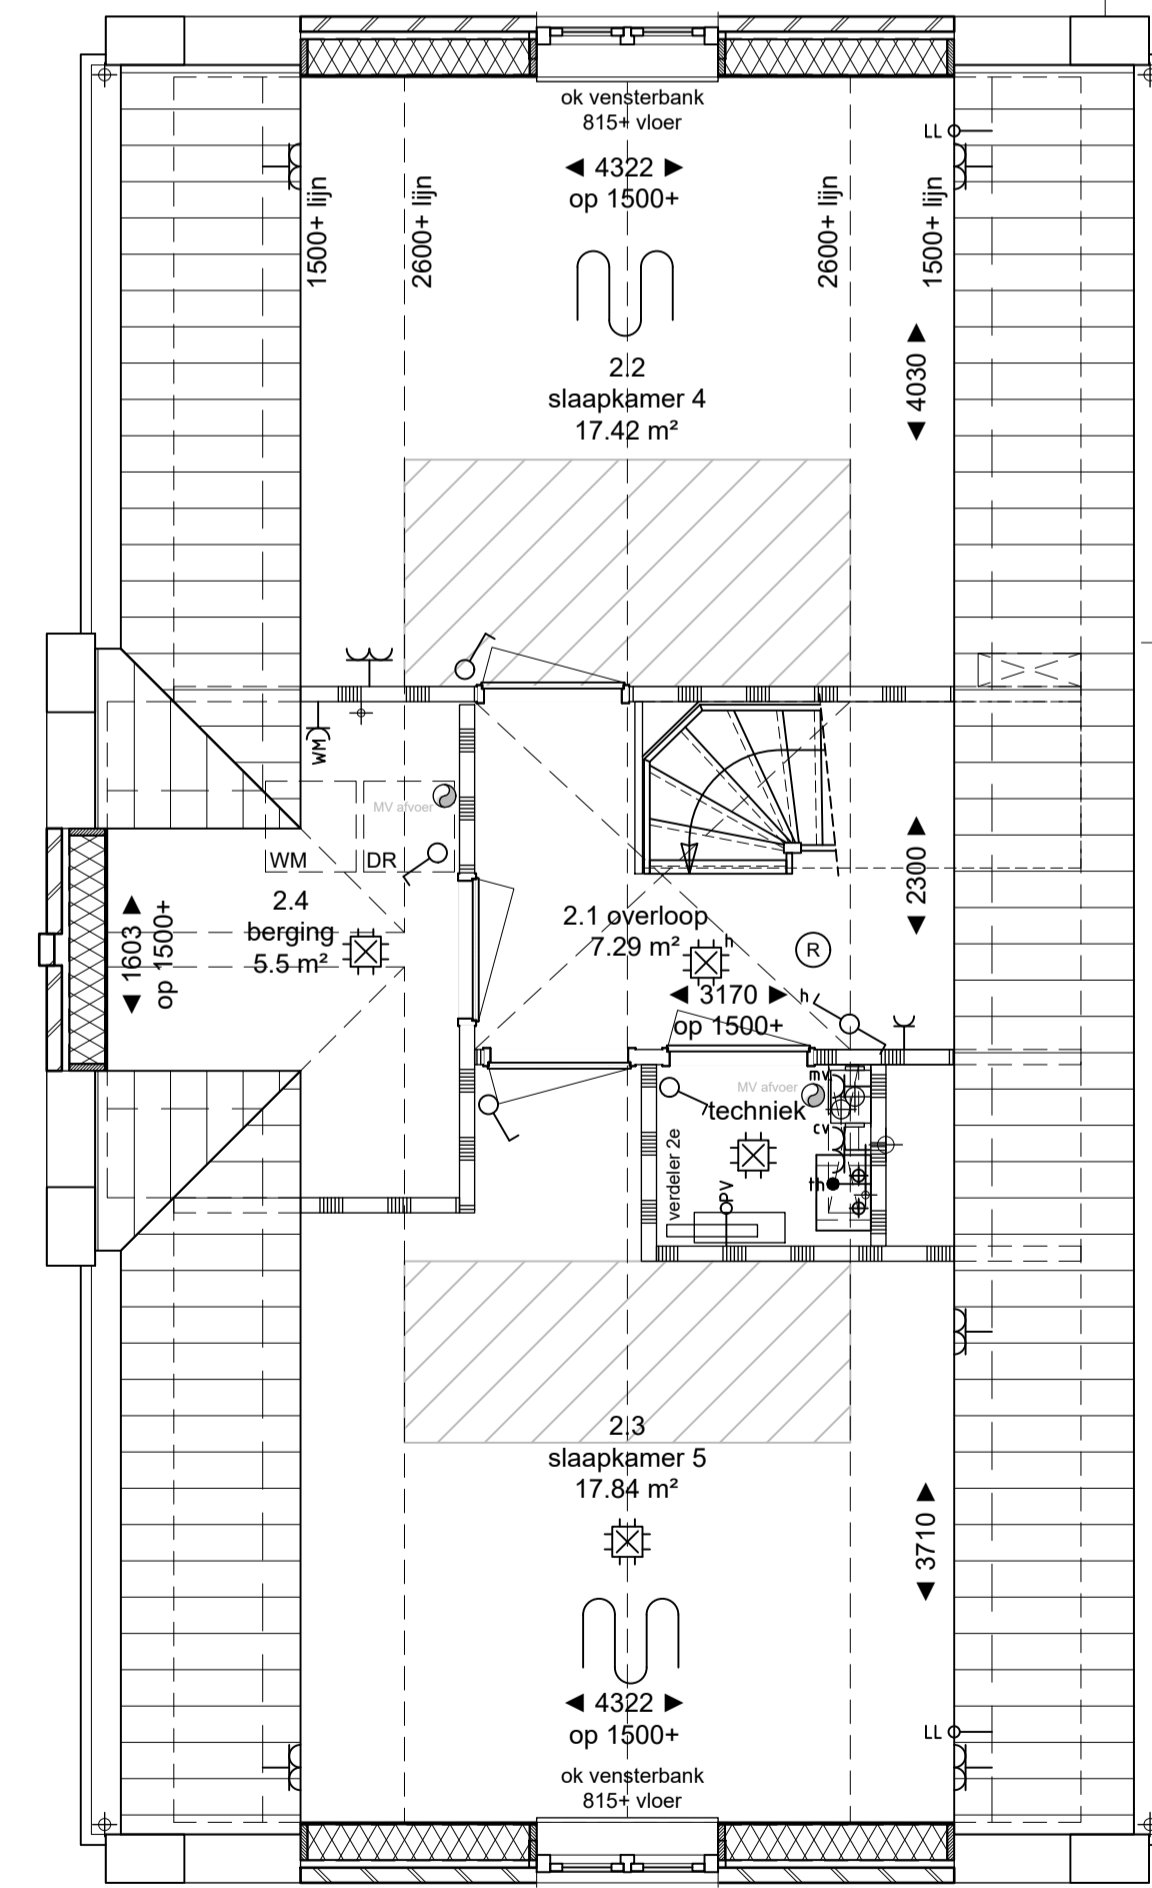 ok vensterbank
815+ vloer
LL
◄ 4322 ►
op 1500+
1500+ lijn
2600+ lijn
2600+ lijn
1500+ lijn
2.2
slaapkamer 4
17.42 m²
◄ 4030 ►
WM
MV afvoer
WM
DR
2.4
berging
5.5 m²
◄ 1603 ►
op 1500+
2.1 overloop
7.29 m²
h
R
◄ 2300 ►
◄ 3170 ►
op 1500+
h
MV afvoer
mv
techniek
cv
verdeler 2e
PV
th
2.3
slaapkamer 5
17.84 m²
◄ 3710 ►
◄ 4322 ►
op 1500+
LL
ok vensterbank
815+ vloer